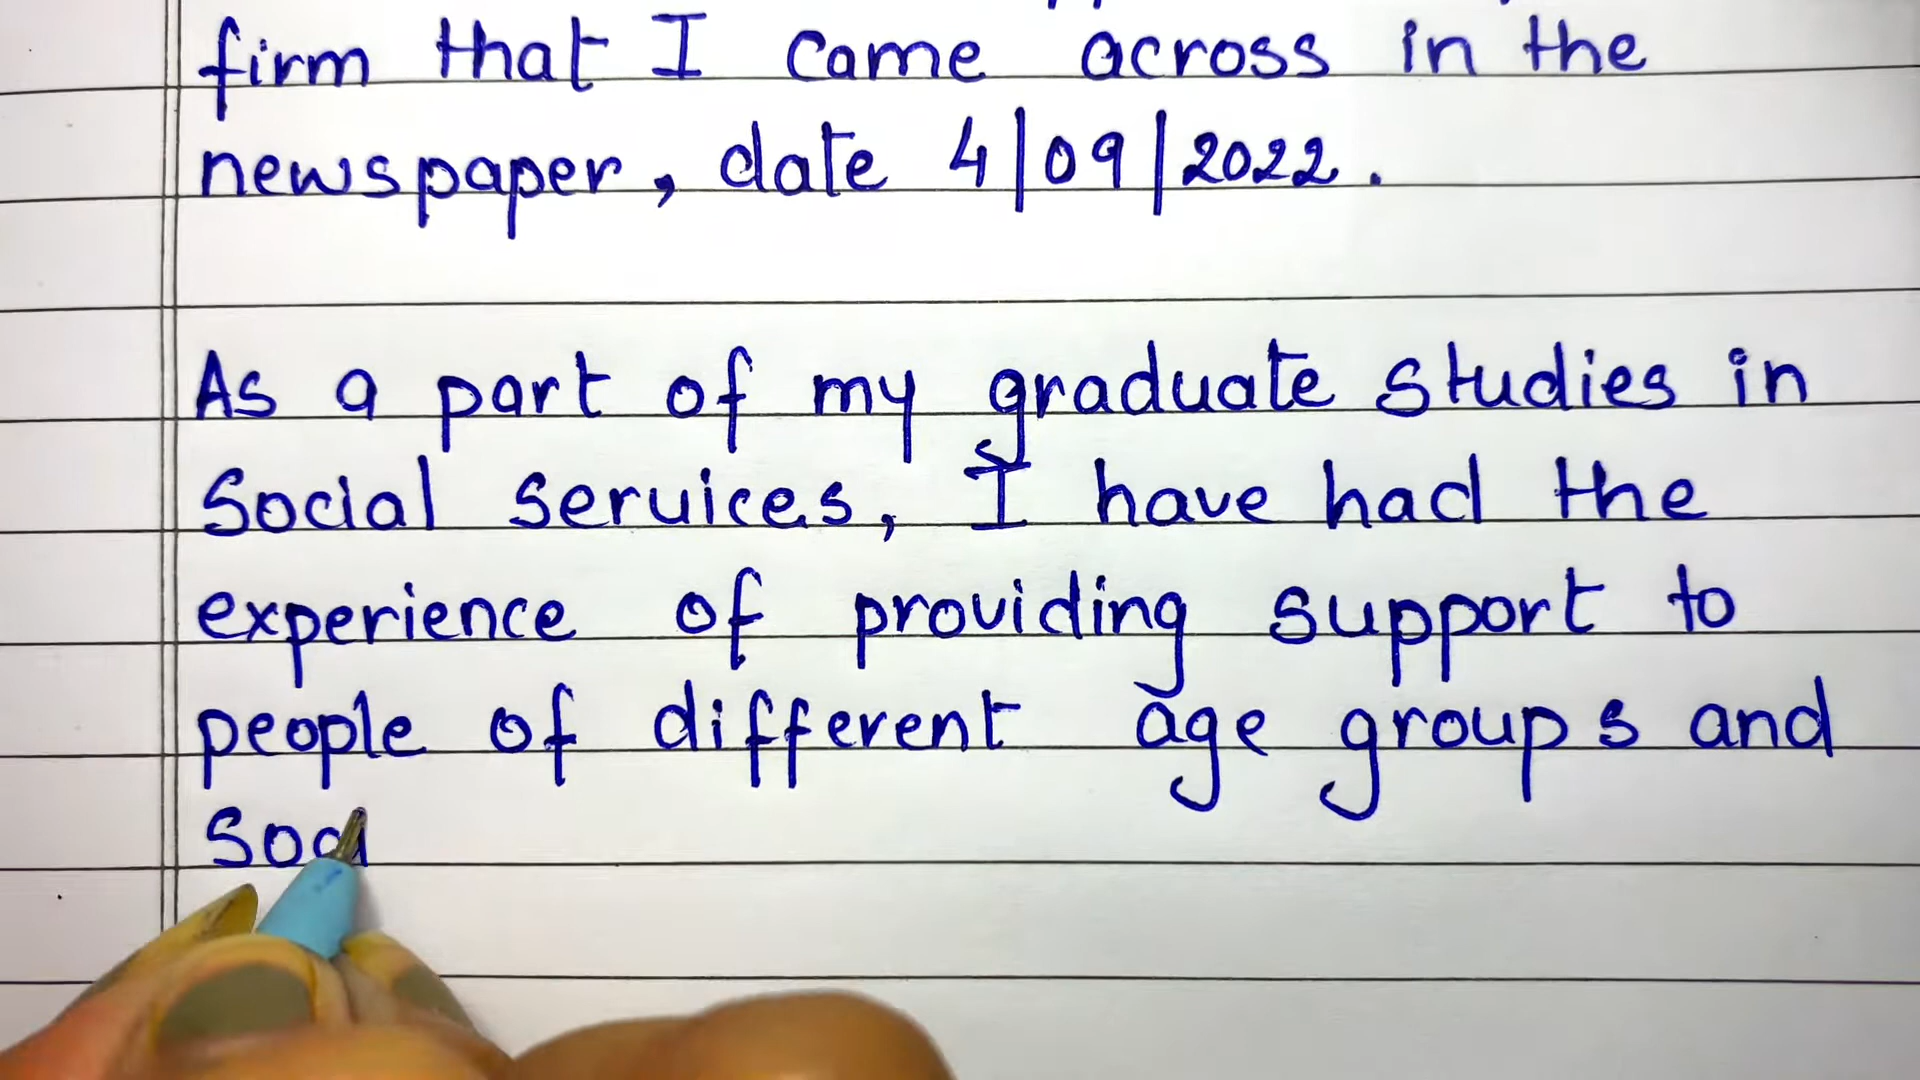 firm that I came across in the
newspaper, date 4/09/2022.
As a part of my graduate studies in
Social services, I have had the
experience of providing support to
people of different age groups and